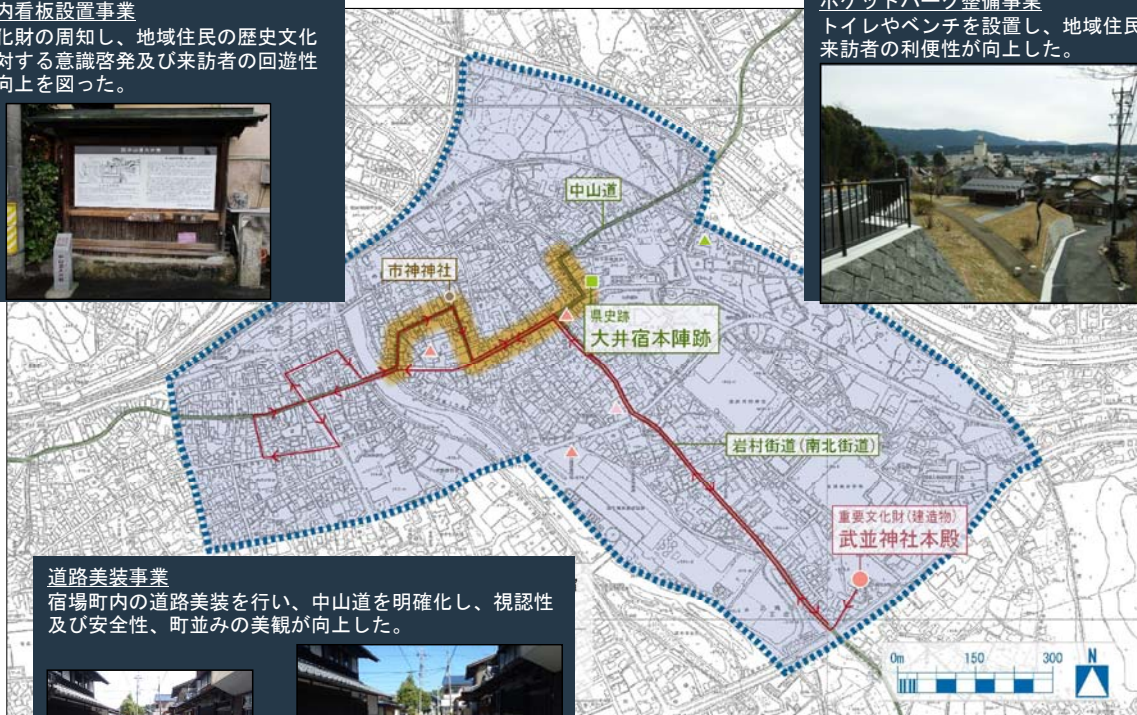 内看板設置事業
化財の周知し、地域住民の歴史文化
対する意識啓発及び来訪者の回遊性
向上を図った。
ポケットパーク整備事業
トイレやベンチを設置し、地域住民
来訪者の利便性が向上した。
中山道
市神神社
県史跡
大井宿本陣跡
岩村街道(南北街道)
重要文化財(建造物)
武並神社本殿
道路美装事業
宿場町内の道路美装を行い、中山道を明確化し、視認性
及び安全性、町並みの美観が向上した。
0m 150 300 N